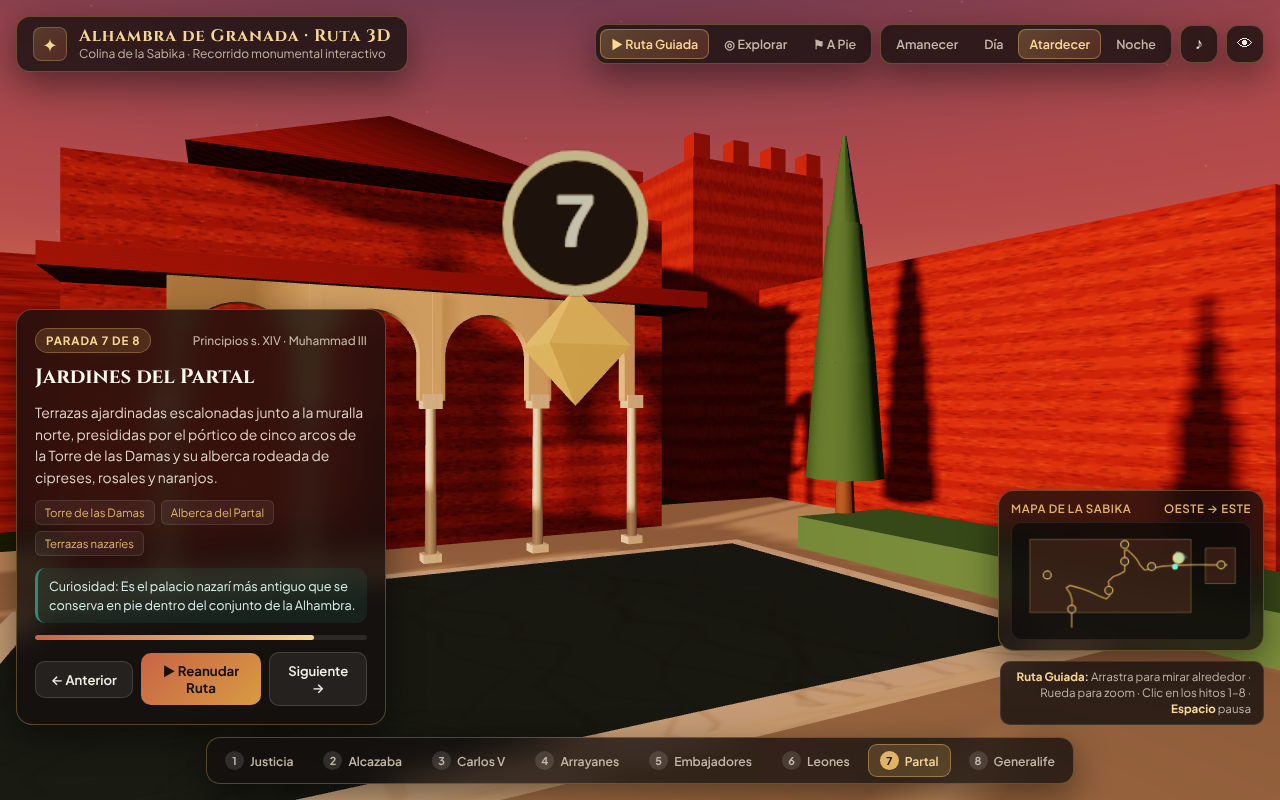 ✦ Alhambra de Granada · Ruta 3D
Colina de la Sabika · Recorrido monumental interactivo
▶ Ruta Guiada ◎ Explorar ⚑ A Pie
Amanecer Día Atardecer Noche
♪ 👁
7
PARADA 7 DE 8 Principios s. XIV · Muhammad III
Jardines del Partal
Terrazas ajardinadas escalonadas junto a la muralla
norte, presididas por el pórtico de cinco arcos de
la Torre de las Damas y su alberca rodeada de
cipreses, rosales y naranjos.
Torre de las Damas Alberca del Partal
Terrazas nazaríes
Curiosidad: Es el palacio nazarí más antiguo que se
conserva en pie dentro del conjunto de la Alhambra.
← Anterior
▶ Reanudar
Ruta
Siguiente
→
MAPA DE LA SABIKA OESTE → ESTE
Ruta Guiada: Arrastra para mirar alrededor ·
Rueda para zoom · Clic en los hitos 1–8 ·
Espacio pausa
1 Justicia 2 Alcazaba 3 Carlos V 4 Arrayanes 5 Embajadores 6 Leones 7 Partal 8 Generalife